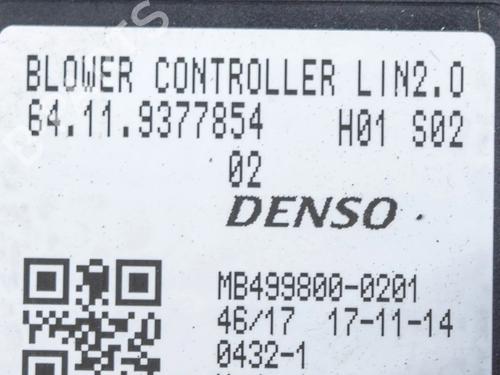 BLOWER CONTROLLER LIN2.0
64.11.9377854 H01 S02
02
DENSO
MB499800-0201
46/17 17-11-14
0432-1